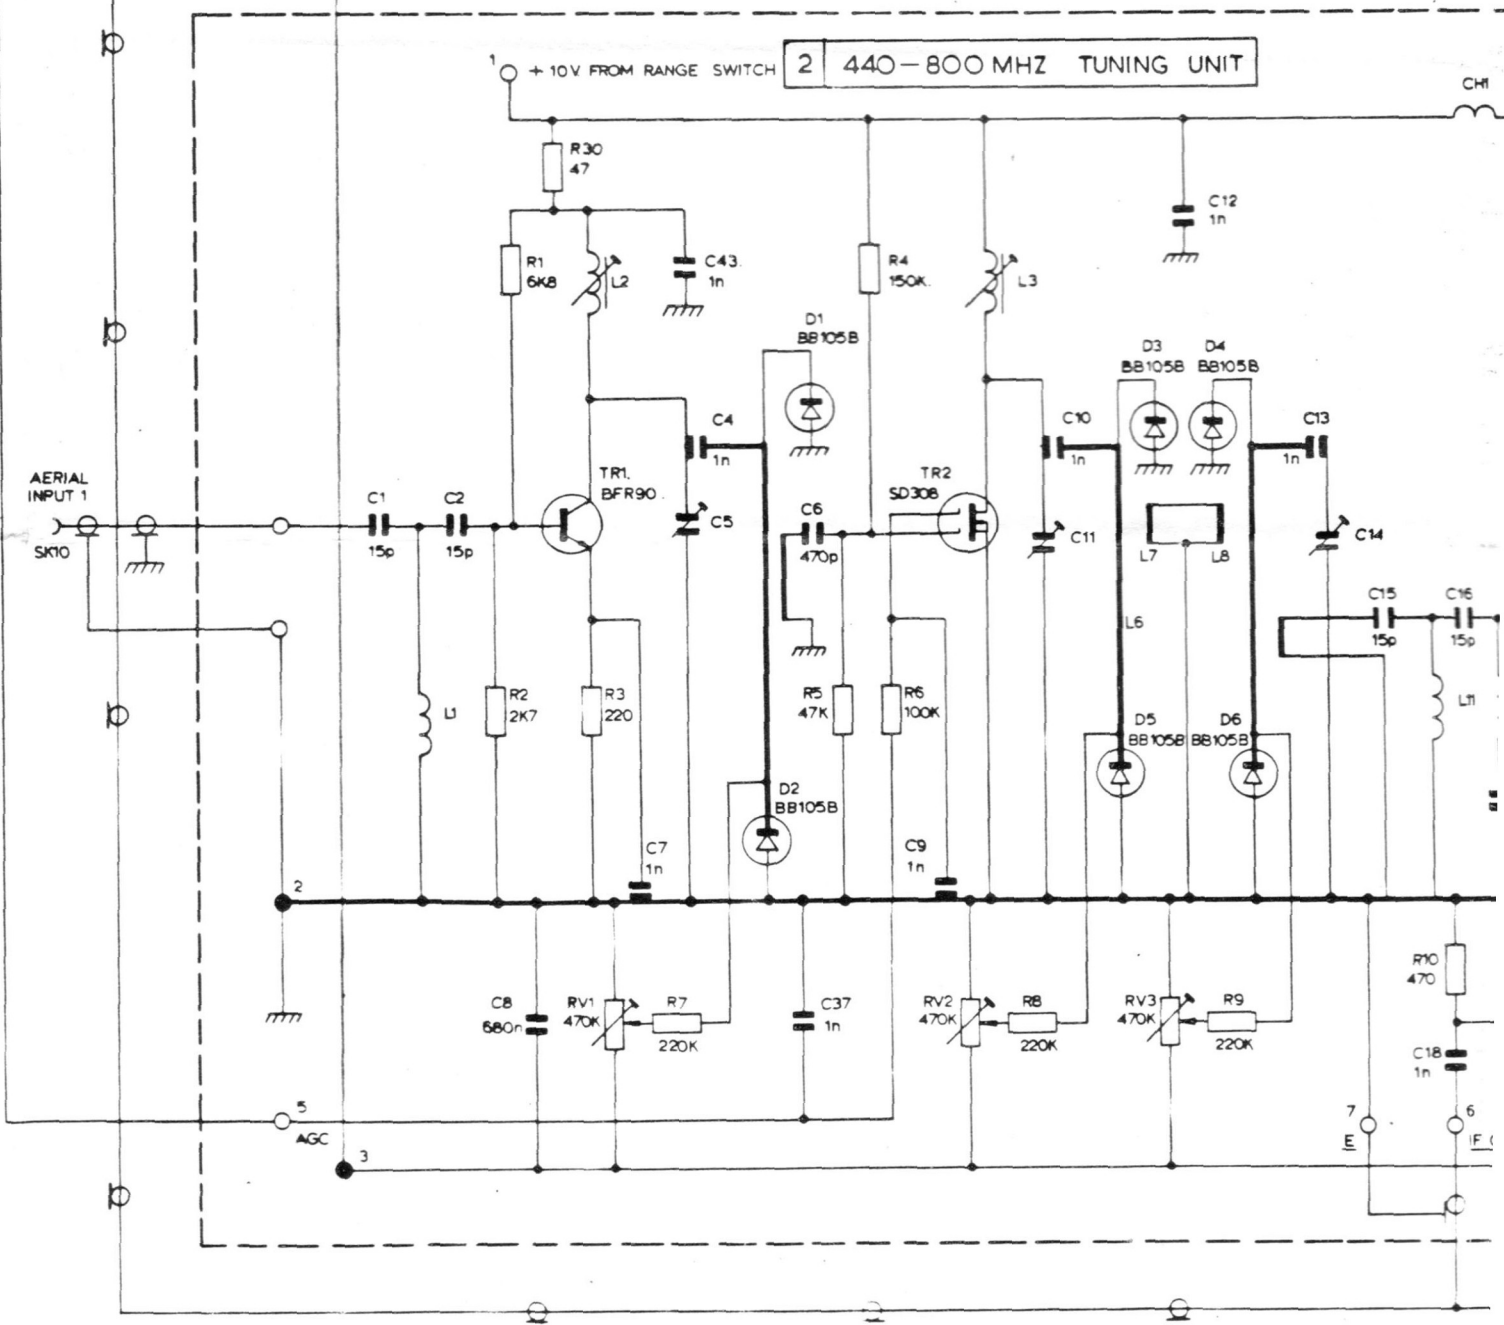 1
+ 10V. FROM RANGE SWITCH
2 440 — 800 MHZ TUNING UNIT
CH1
R30
47
C12
1n
R1
6K8
L2
C43.
1n
R4
150K.
L3
D1
BB105B
D3
BB105B
D4
BB105B
C4
1n
C10
1n
C13
1n
AERIAL
INPUT 1
SK10
C1
15p
C2
15p
TR1.
BFR90.
C5
C6
470p
TR2
SD308
C11
L7
L8
C14
C15
15p
C16
15p
L6
L1
R2
2K7
R3
220
R5
47K
R6
100K
L11
D5
BB105B
D6
BB105B
D2
BB105B
C7
1n
C9
1n
2
C8
680n
RV1
470K
R7
220K
C37
1n
RV2
470K
R8
220K
RV3
470K
R9
220K
R10
470
C18
1n
5
AGC
7
E
6
IF
3